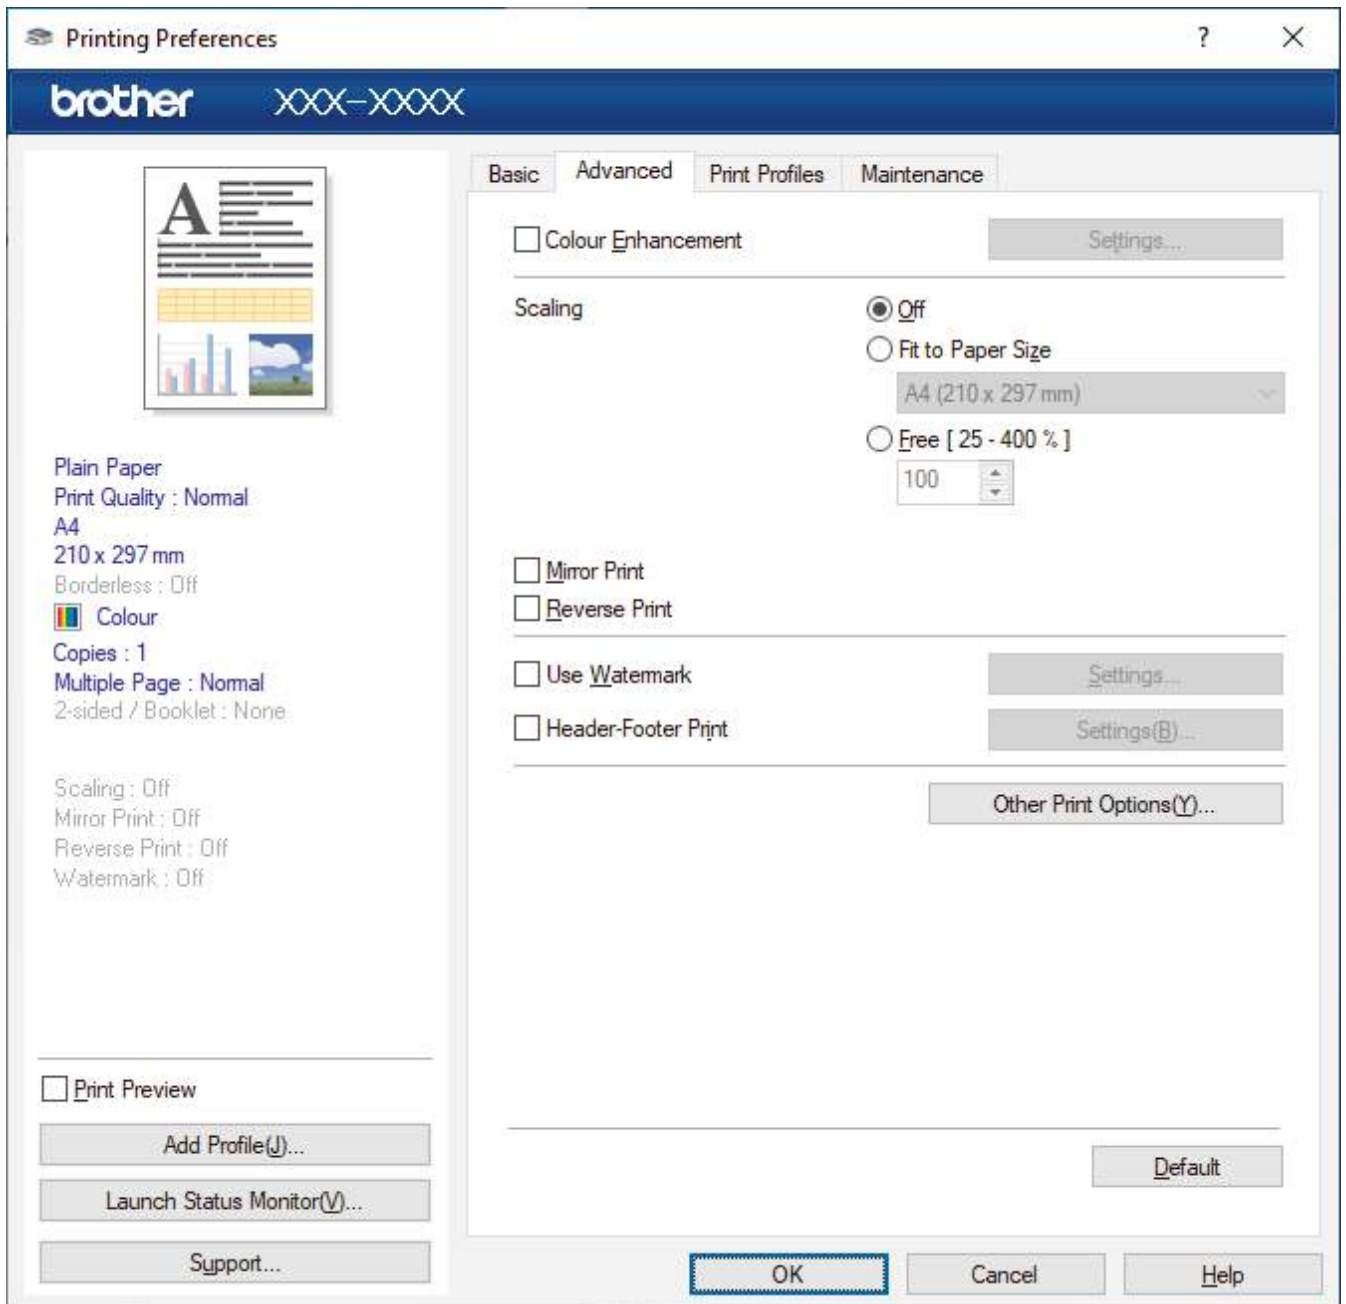 Printing Preferences ?
brother XXX-XXXX
A
Plain Paper
Print Quality : Normal
A4
210 x 297 mm
Borderless : Off
Colour
Copies : 1
Multiple Page : Normal
2-sided / Booklet : None
Scaling : Off
Mirror Print : Off
Reverse Print : Off
Watermark : Off
Print Preview
Add Profile(J)...
Launch Status Monitor(V)...
Support...
Basic Advanced Print Profiles Maintenance
Colour Enhancement Settings...
Scaling Off
Fit to Paper Size
A4 (210 x 297 mm)
Free [ 25 - 400 % ]
100
Mirror Print
Reverse Print
Use Watermark Settings...
Header-Footer Print Settings(B)...
Other Print Options(Y)...
Default
OK Cancel Help